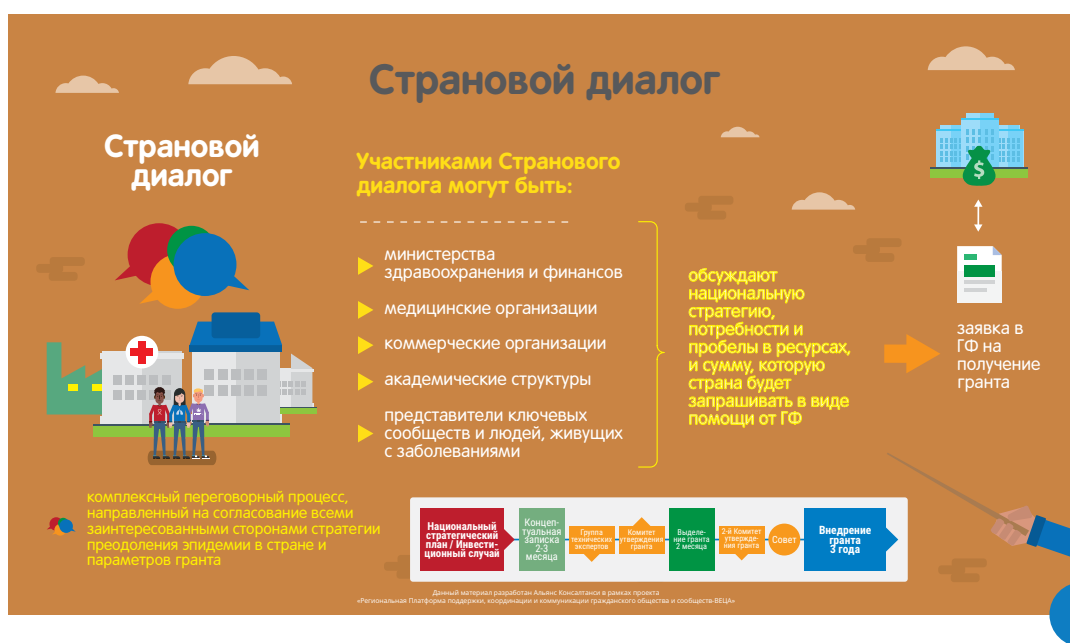 Страновой диалог
Страновой
диалог
Участниками Странового
диалога могут быть:
министерства
здравоохранения и финансов
медицинские организации
коммерческие организации
академические структуры
представители ключевых
сообществ и людей, живущих
с заболеваниями
обсуждают
национальную
стратегию,
потребности и
пробелы в ресурсах,
и сумму, которую
страна будет
запрашивать в виде
помощи от ГФ
$
заявка в
ГФ на
получение
гранта
комплексный переговорный процесс,
направленный на согласование всеми
заинтересованными сторонами стратегии
преодоления эпидемии в стране и
параметров гранта
Национальный
стратегический
план / Инвести-
ционный случай
Концеп-
туальная
записка
2-3
месяца
Группа
технических
экспертов
Комитет
утверждения
гранта
Выделе-
ние гранта
2 месяца
2-й Комитет
утвержде-
ния гранта
Совет
Внедрение
гранта
3 года
Данный материал разработан Альянс Консалтанси в рамках проекта
«Региональная Платформа поддержки, координации и коммуникации гражданского общества и сообществ-ВЕЦА»